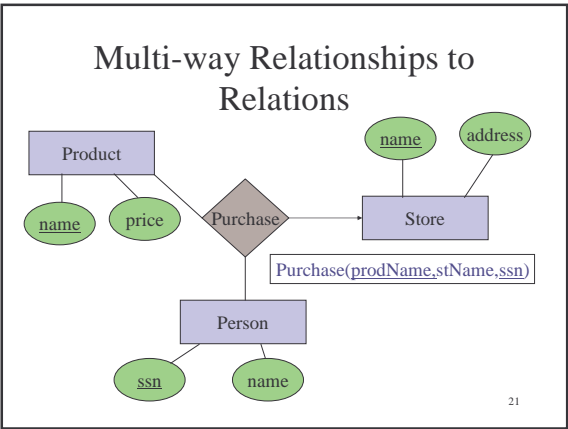 Multi-way Relationships to
Relations
name
address
Product
name
price
Purchase
Store
Purchase(prodName,stName,ssn)
Person
ssn
name
21